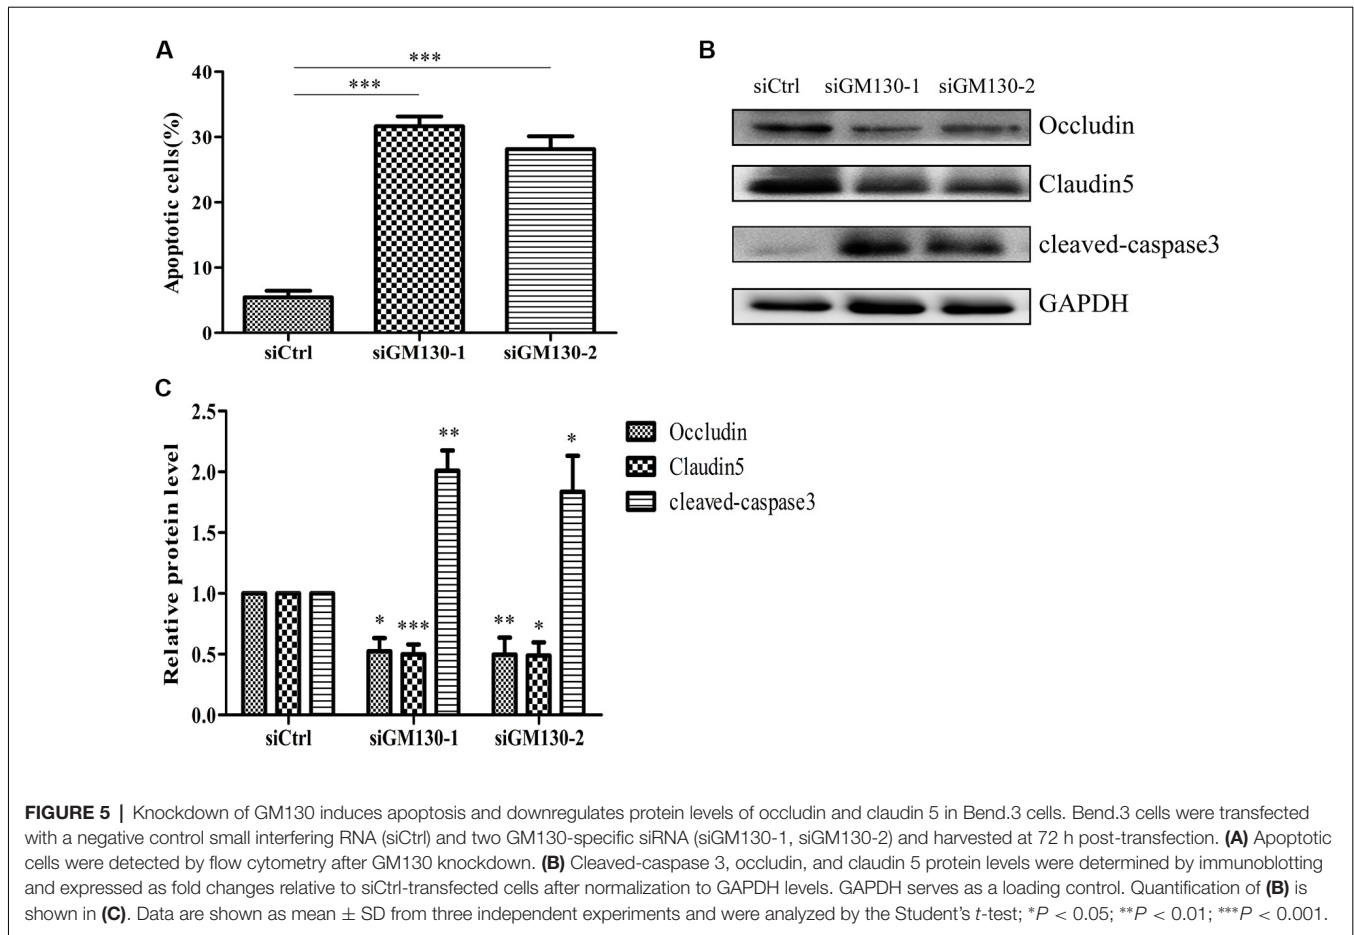 A
***
***
40
30
20
10
0
Apoptotic cells(%)
siCtrl siGM130-1 siGM130-2
B
siCtrl siGM130-1 siGM130-2
Occludin
Claudin5
cleaved-caspase3
GAPDH
C
2.5
2.0
1.5
1.0
0.5
0.0
Relative protein level
* *** **
** * *
siCtrl siGM130-1 siGM130-2
Occludin
Claudin5
cleaved-caspase3
FIGURE 5 | Knockdown of GM130 induces apoptosis and downregulates protein levels of occludin and claudin 5 in Bend.3 cells. Bend.3 cells were transfected
with a negative control small interfering RNA (siCtrl) and two GM130-specific siRNA (siGM130-1, siGM130-2) and harvested at 72 h post-transfection. (A) Apoptotic
cells were detected by flow cytometry after GM130 knockdown. (B) Cleaved-caspase 3, occludin, and claudin 5 protein levels were determined by immunoblotting
and expressed as fold changes relative to siCtrl-transfected cells after normalization to GAPDH levels. GAPDH serves as a loading control. Quantification of (B) is
shown in (C). Data are shown as mean ± SD from three independent experiments and were analyzed by the Student's t-test; *P < 0.05; **P < 0.01; ***P < 0.001.